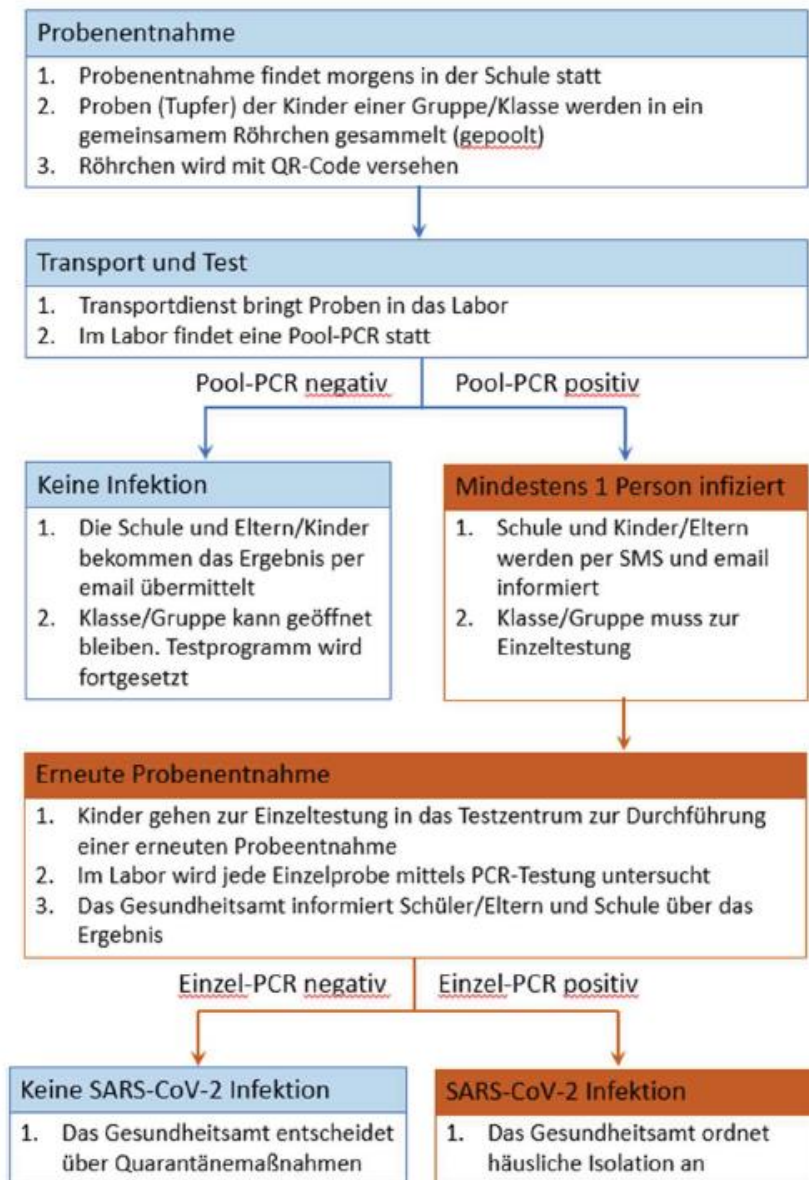 Probenentnahme
1. Probenentnahme findet morgens in der Schule statt
2. Proben (Tupfer) der Kinder einer Gruppe/Klasse werden in ein
gemeinsamem Röhrchen gesammelt (gepoolt)
3. Röhrchen wird mit QR-Code versehen
Transport und Test
1. Transportdienst bringt Proben in das Labor
2. Im Labor findet eine Pool-PCR statt
Pool-PCR negativ
Pool-PCR positiv
Keine Infektion
1. Die Schule und Eltern/Kinder
bekommen das Ergebnis per
email übermittelt
2. Klasse/Gruppe kann geöffnet
bleiben. Testprogramm wird
fortgesetzt
Mindestens 1 Person infiziert
1. Schule und Kinder/Eltern
werden per SMS und email
informiert
2. Klasse/Gruppe muss zur
Einzeltestung
Erneute Probenentnahme
1. Kinder gehen zur Einzeltestung in das Testzentrum zur Durchführung
einer erneuten Probeentnahme
2. Im Labor wird jede Einzelprobe mittels PCR-Testung untersucht
3. Das Gesundheitsamt informiert Schüler/Eltern und Schule über das
Ergebnis
Einzel-PCR negativ
Einzel-PCR positiv
Keine SARS-CoV-2 Infektion
1. Das Gesundheitsamt entscheidet
über Quarantänemaßnahmen
SARS-CoV-2 Infektion
1. Das Gesundheitsamt ordnet
häusliche Isolation an